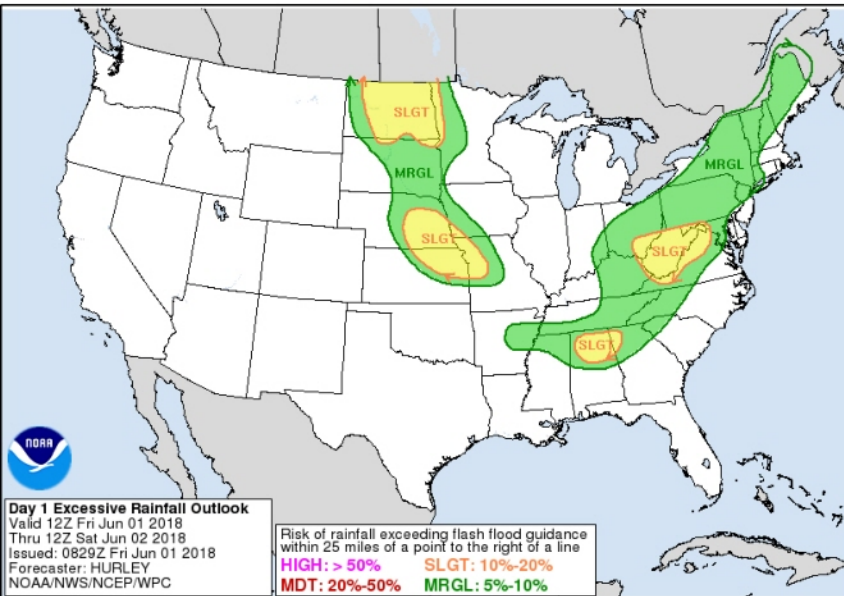 SLGT
MRGL
MRGL
SLGT
SLGT
SLGT
NOAA
Day 1 Excessive Rainfall Outlook
Valid 12Z Fri Jun 01 2018
Thru 12Z Sat Jun 02 2018
Issued: 0829Z Fri Jun 01 2018
Forecaster: HURLEY
NOAA/NWS/NCEP/WPC
Risk of rainfall exceeding flash flood guidance
within 25 miles of a point to the right of a line
HIGH: > 50% SLGT: 10%-20%
MDT: 20%-50% MRGL: 5%-10%